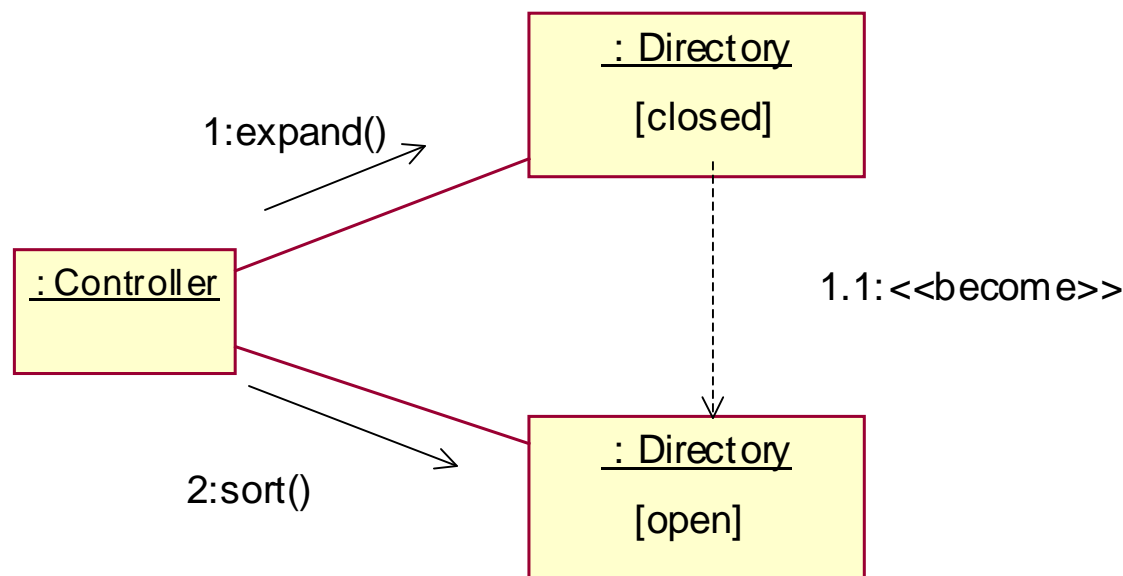 : Directory
[closed]
1:expand()
: Controller
1.1: <<become>>
: Directory
[open]
2:sort()